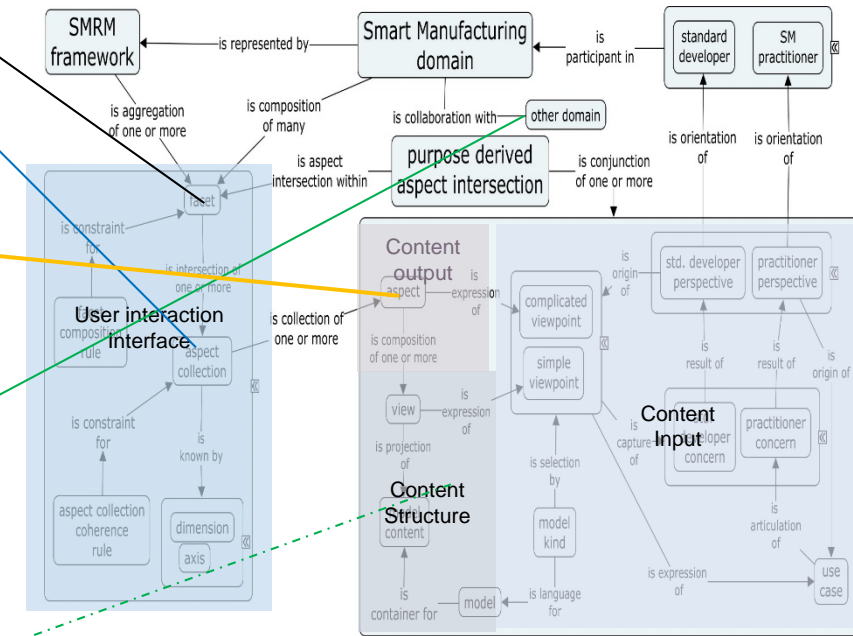 SMRM
framework
is represented by
Smart Manufacturing
domain
is
participant in
standard
developer
SM
practitioner
is aggregation
of one or more
is composition
of many
is collaboration with
other domain
is orientation
of
is orientation
of
is aspect
intersection within
purpose derived
aspect intersection
is conjunction
of one or more
facet
is constraint
for
is intersection of
one or more
facet
composition
rule
User interaction
Interface
aspect
collection
is collection of
one or more
is constraint
for
is
known by
aspect collection
coherence
rule
dimension
axis
Content
output
aspect
is
expression
of
complicated
viewpoint
is
origin
of
std. developer
perspective
practitioner
perspective
is composition
of one or more
simple
viewpoint
is
result of
is
result of
is
origin of
view
is
expression
of
Content
Input
is
capture
of
developer
concern
practitioner
concern
is projection
of
is selection
by
Content
Structure
content
model
kind
is
articulation
of
is
container for
model
is language
for
is expression
of
use
case